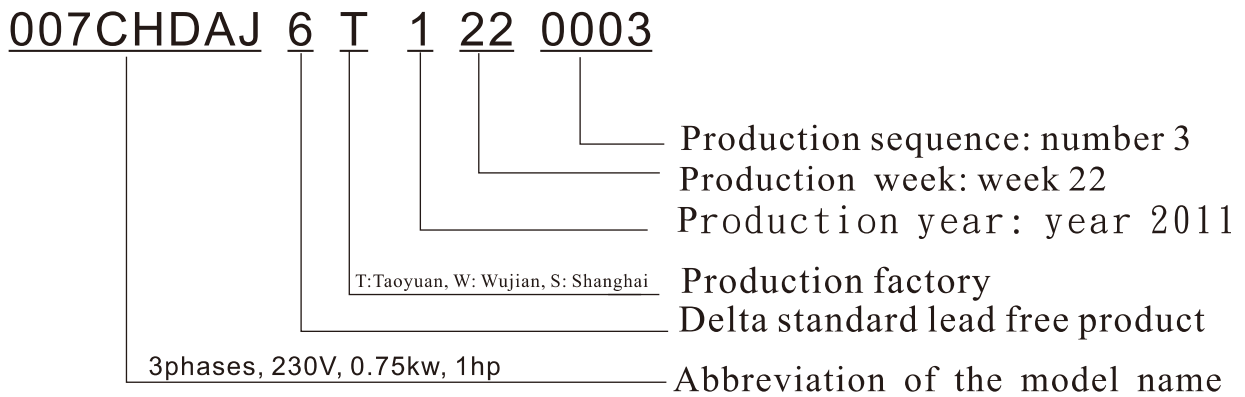 007CHDAJ 6 T 1 22 0003
Production sequence: number 3
Production week: week 22
Production year: year 2011
T:Taoyuan, W: Wujian, S: Shanghai
Production factory
Delta standard lead free product
3phases, 230V, 0.75kw, 1hp
Abbreviation of the model name